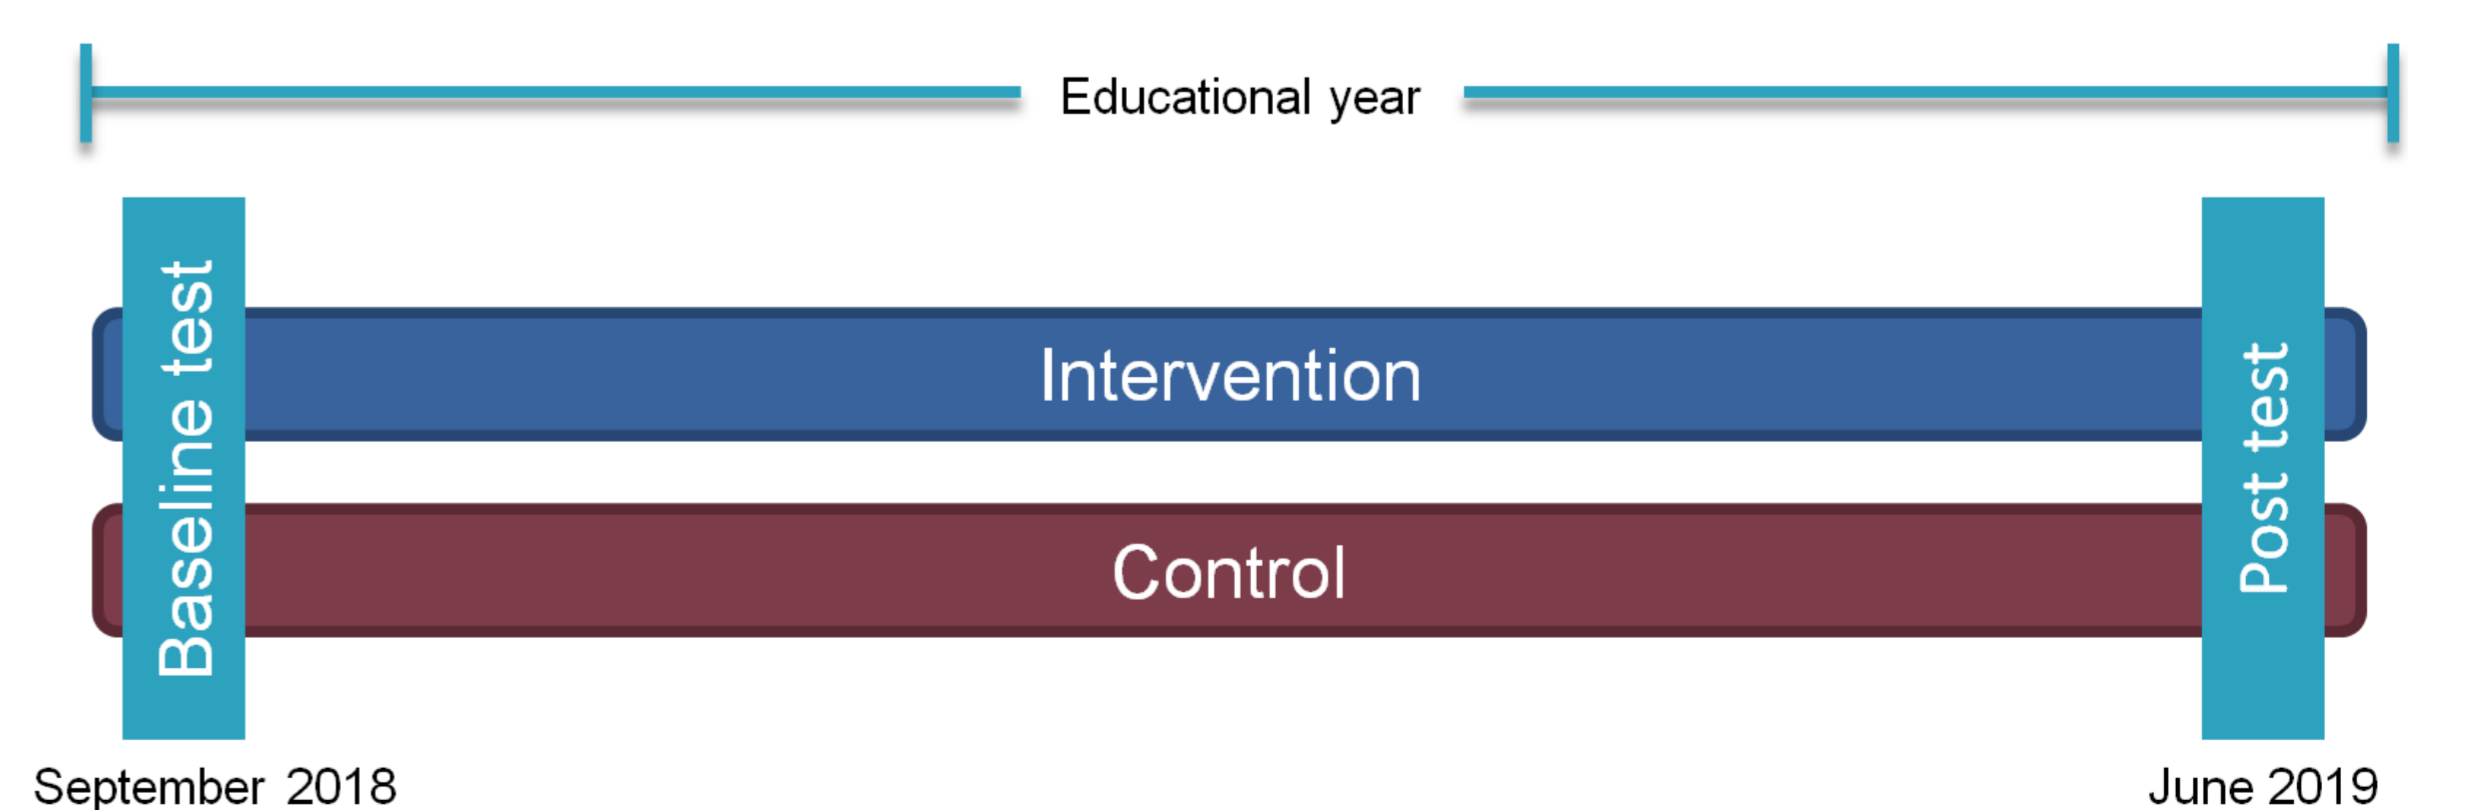 Educational year
Baseline test
Intervention
Control
Post test
September 2018
June 2019